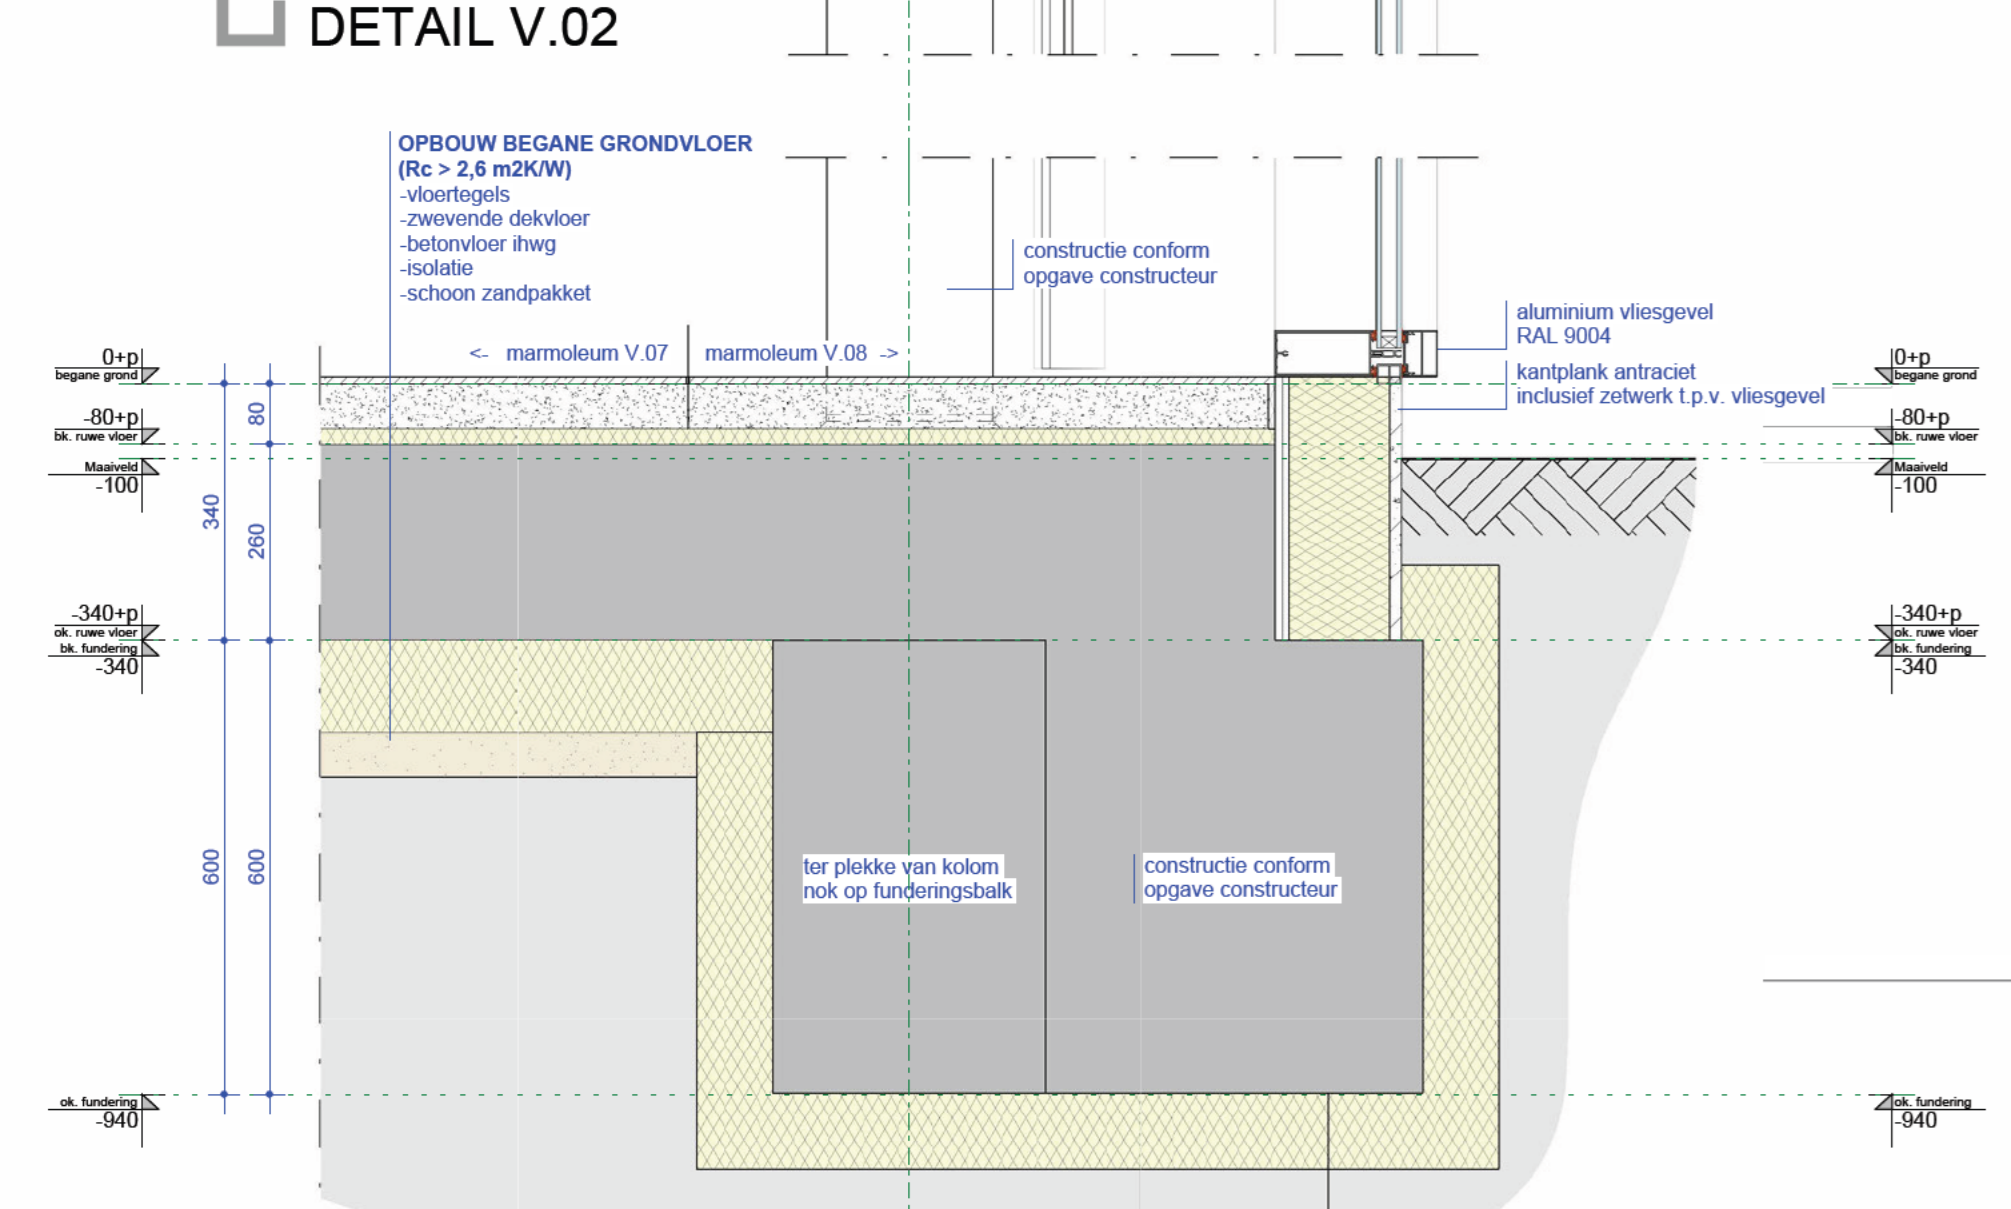 DETAIL V.02
OPBOUW BEGANE GRONDVLOER
(Rc > 2,6 m2K/W)
-vloertegels
-zwevende dekvloer
-betonvloer ihwg
-isolatie
-schoon zandpakket
constructie conform
opgave constructeur
aluminium vliesgevel
RAL 9004
kantplank antraciet
inclusief zetwerk t.p.v. vliesgevel
<- marmoleum V.07
marmoleum V.08 ->
0+p
begane grond
-80+p
bk. ruwe vloer
Maaiveld
-100
-340+p
ok. ruwe vloer
bk. fundering
-340
ok. fundering
-940
80
340
260
600
600
ter plekke van kolom
nok op funderingsbalk
constructie conform
opgave constructeur
0+p
begane grond
-80+p
bk. ruwe vloer
Maaiveld
-100
-340+p
ok. ruwe vloer
bk. fundering
-340
ok. fundering
-940